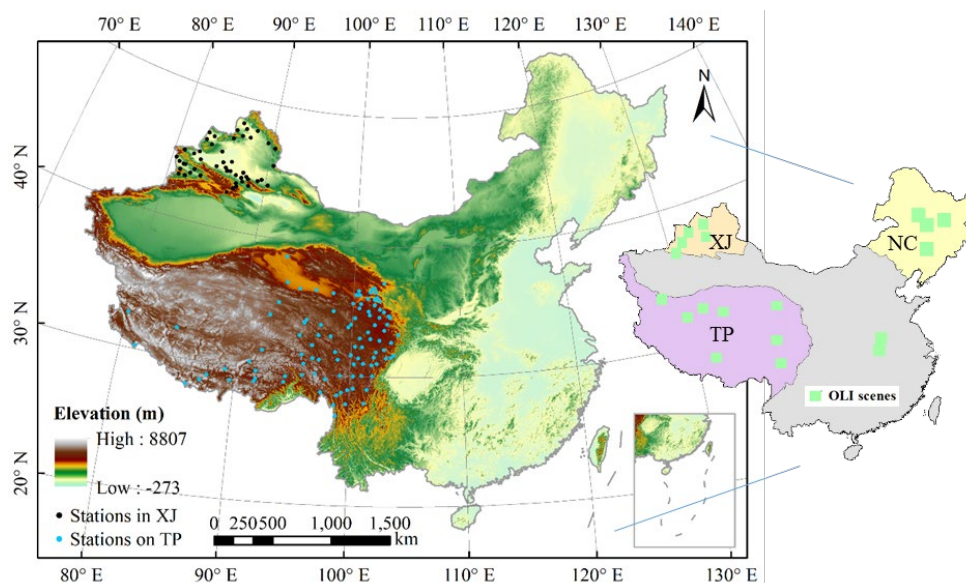 70° E 80° E 90° E 100° E 110° E 120° E 130° E 140° E
N
40° N
30° N
20° N
XJ
NC
TP
OLI scenes
Elevation (m)
High : 8807
Low : -273
Stations in XJ
Stations on TP
0 250 500 1,000 1,500
km
80° E 90° E 100° E 110° E 120° E 130° E